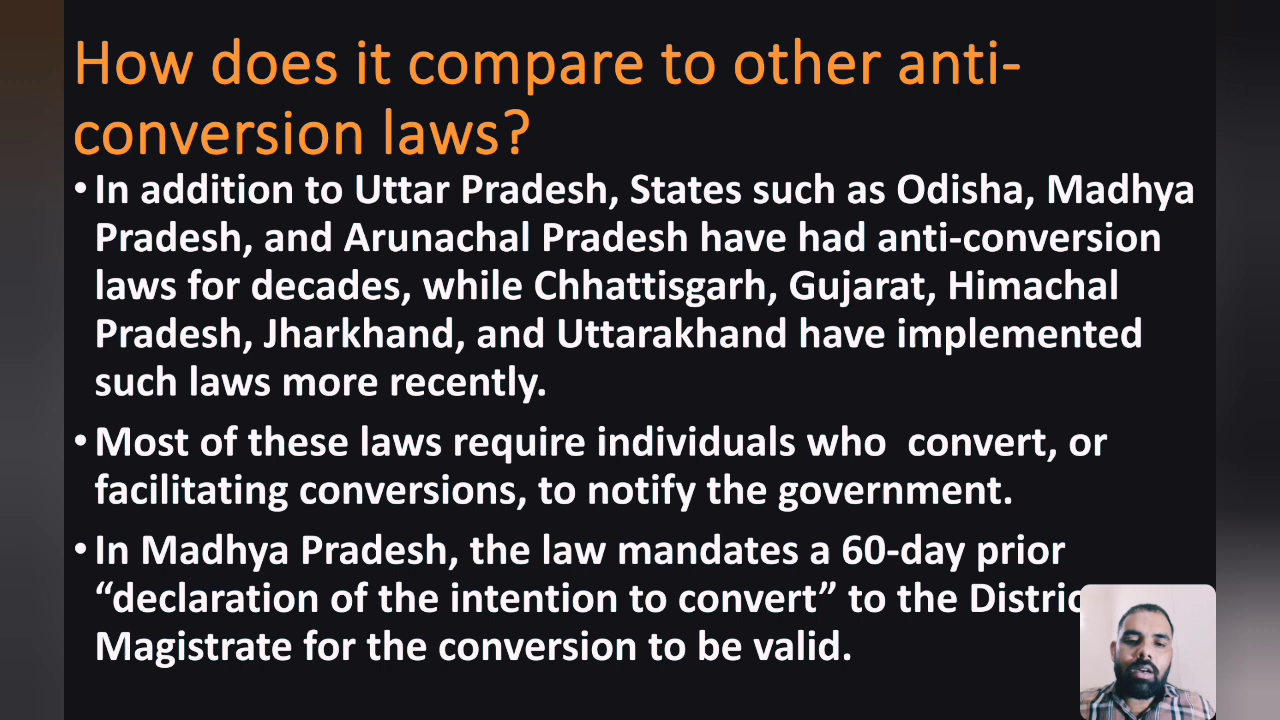 How does it compare to other anti-
conversion laws?
• In addition to Uttar Pradesh, States such as Odisha, Madhya
Pradesh, and Arunachal Pradesh have had anti-conversion
laws for decades, while Chhattisgarh, Gujarat, Himachal
Pradesh, Jharkhand, and Uttarakhand have implemented
such laws more recently.
• Most of these laws require individuals who  convert, or
facilitating conversions, to notify the government.
• In Madhya Pradesh, the law mandates a 60-day prior
“declaration of the intention to convert” to the
Magistrate for the conversion to be valid.